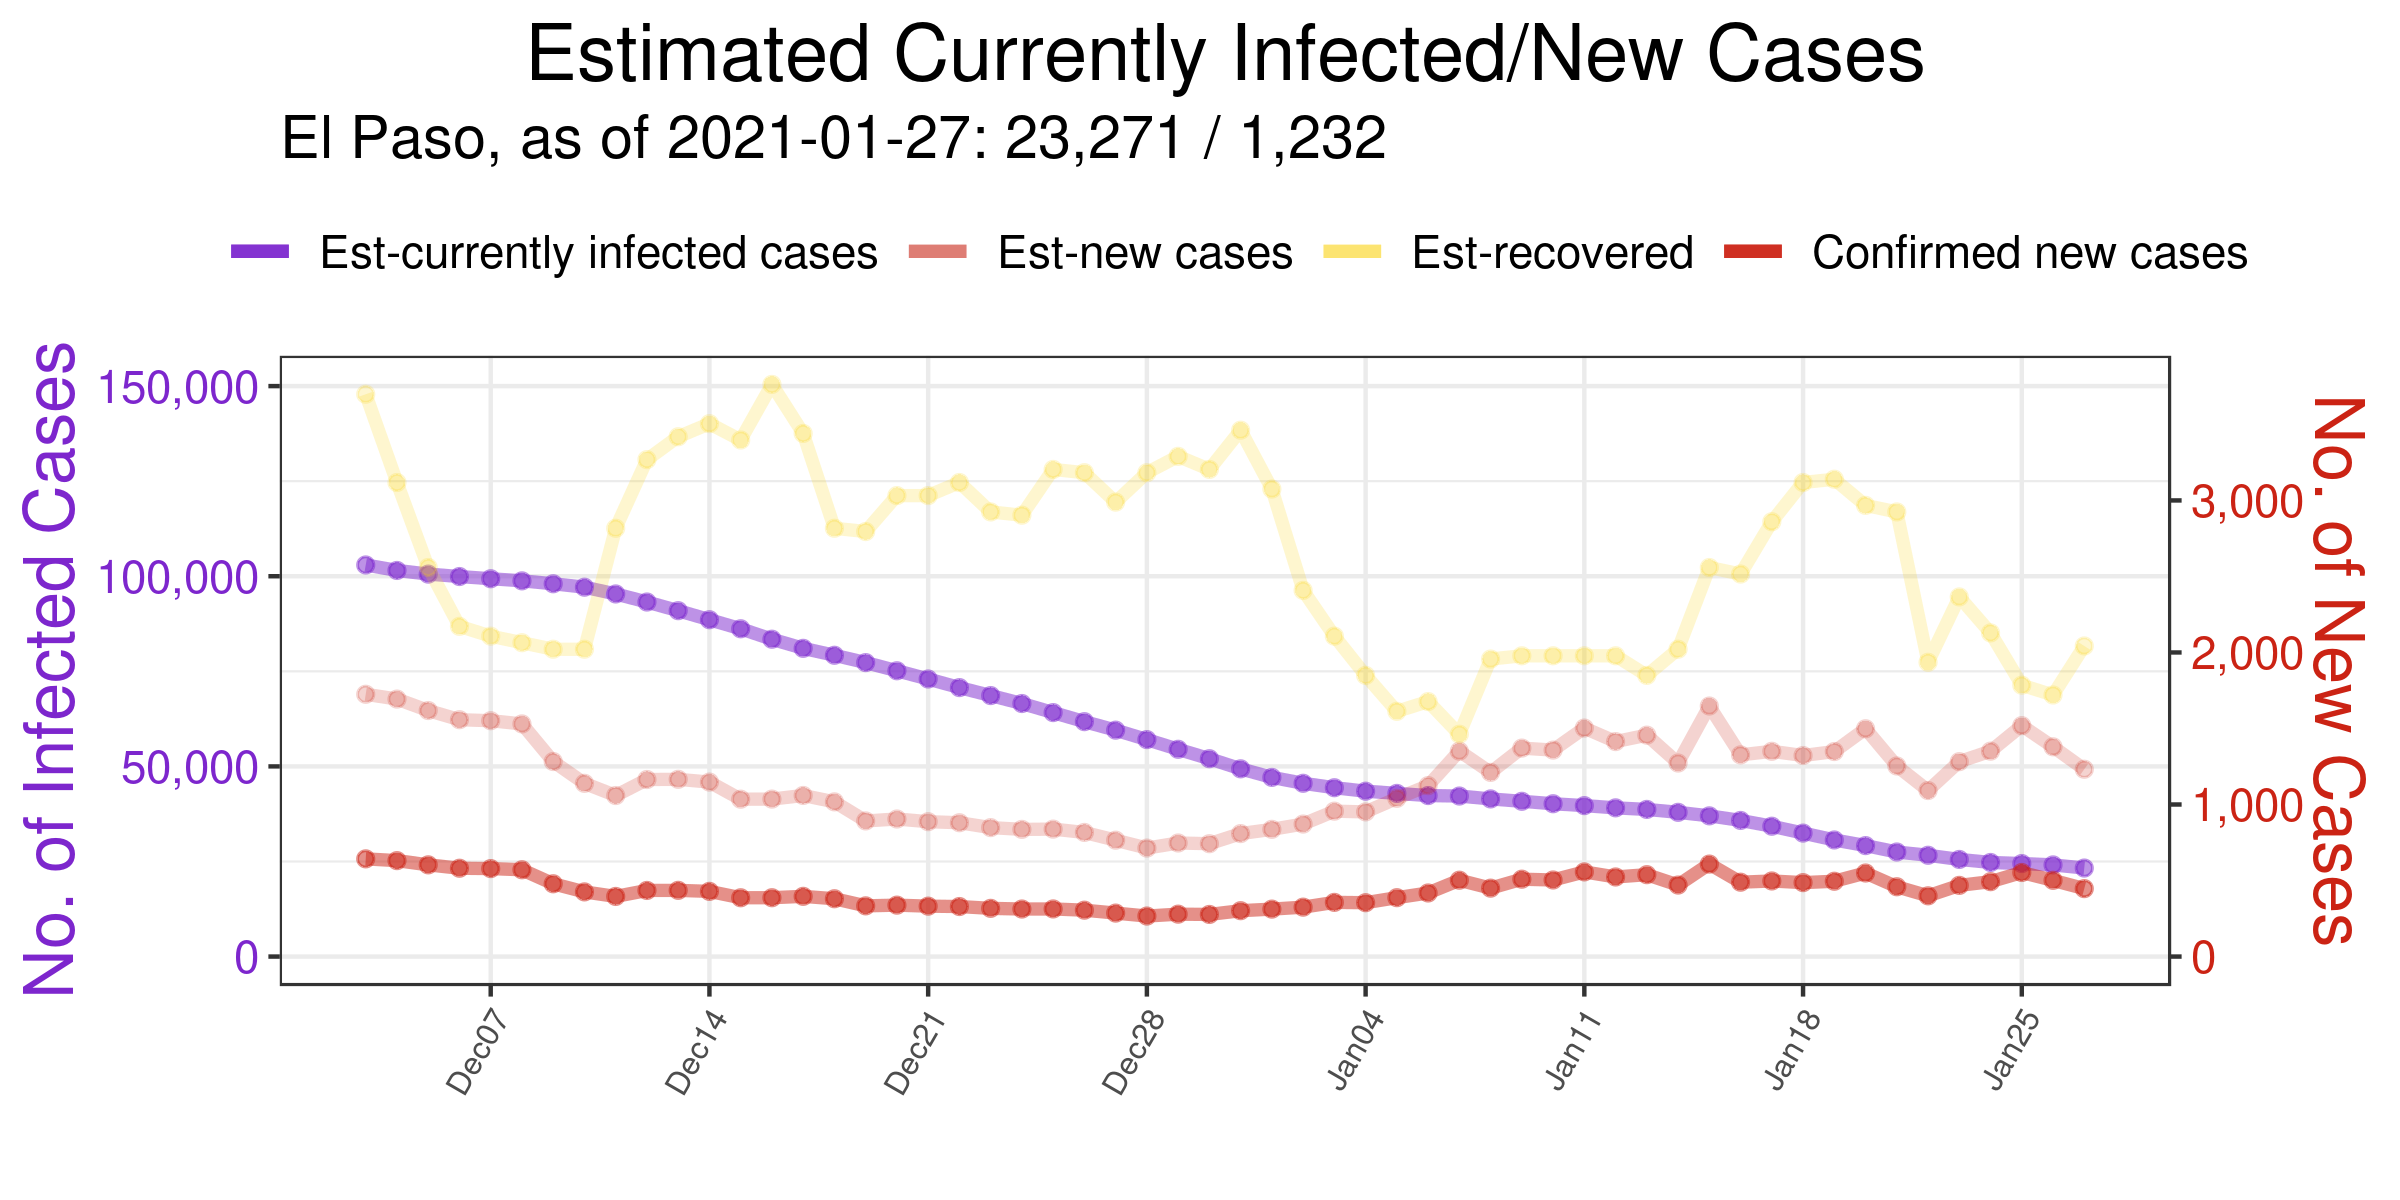 Estimated Currently Infected/New Cases
El Paso, as of 2021-01-27: 23,271 / 1,232
Est-currently infected cases
Est-new cases
Est-recovered
Confirmed new cases
No. of Infected Cases
150,000
100,000
50,000
0
3,000
2,000
1,000
0
No. of New Cases
Dec07
Dec14
Dec21
Dec28
Jan04
Jan11
Jan18
Jan25